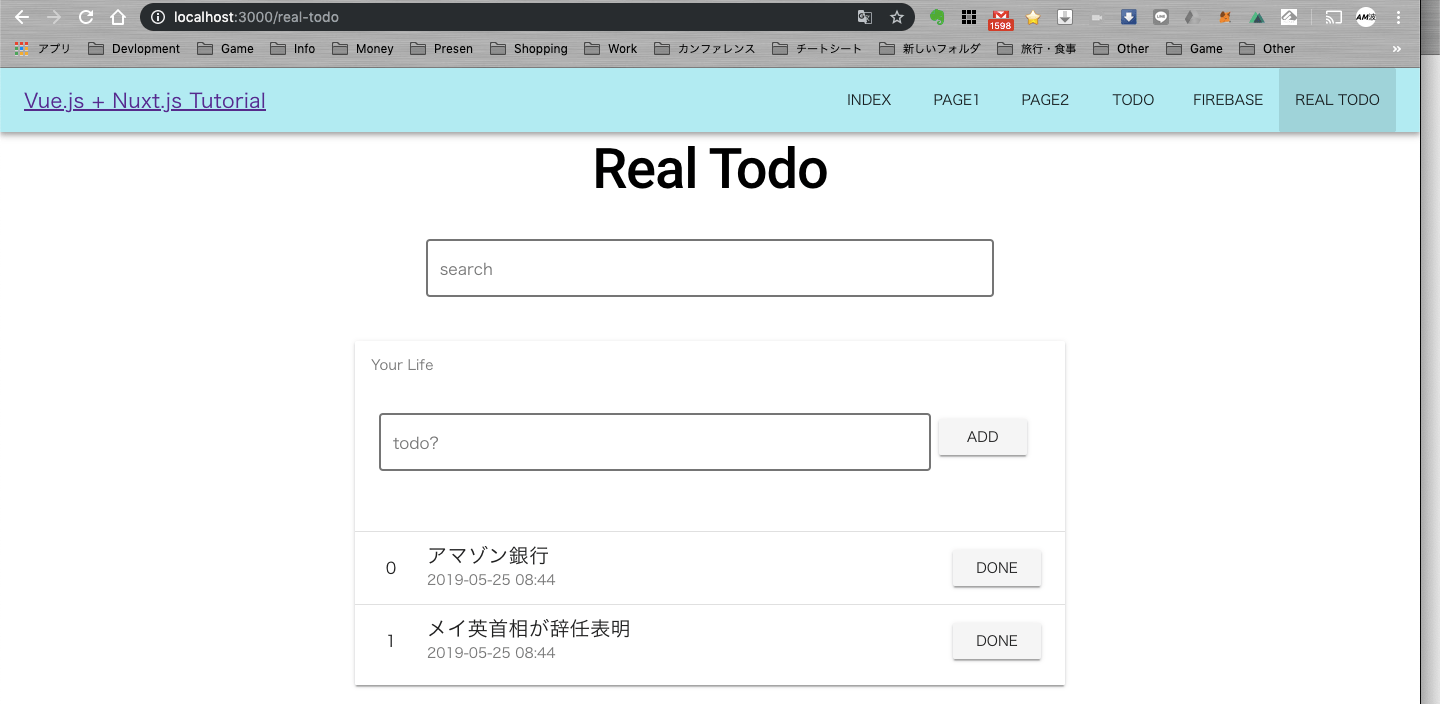 localhost:3000/real-todo
1598
アプリ Devlopment Game Info Money Presen Shopping Work カンファレンス チートシート 新しいフォルダ 旅行・食事 Other Game Other »
Vue.js + Nuxt.js Tutorial INDEX PAGE1 PAGE2 TODO FIREBASE REAL TODO
Real Todo
search
Your Life
todo? ADD
0 アマゾン銀行 DONE
2019-05-25 08:44
1 メイ英首相が辞任表明 DONE
2019-05-25 08:44